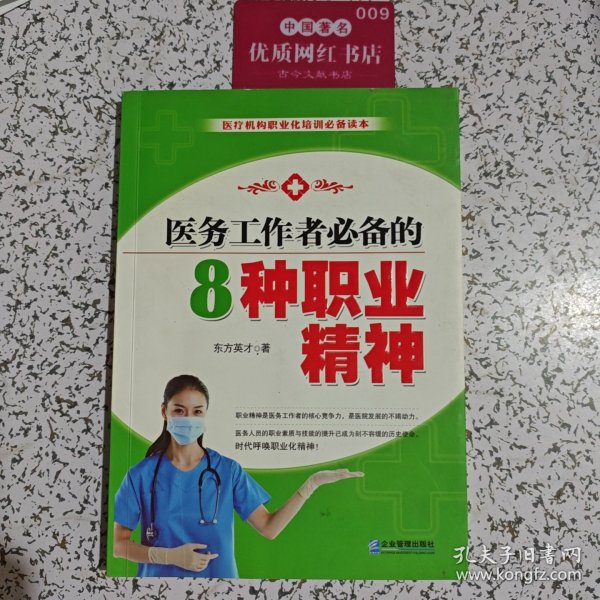 009
中国著名
优质网红书店
古今文献书店
医疗机构职业化培训必备读本
医务工作者必备的
8种职业
精神
东方英才◎著
职业精神是医务工作者的核心竞争力，是医院发展的不竭动力。
医务人员的职业素质与技能的提升已成为刻不容缓的历史使命。
时代呼唤职业化精神！
企业管理出版社
孔夫子旧书网
www.kongfz.com